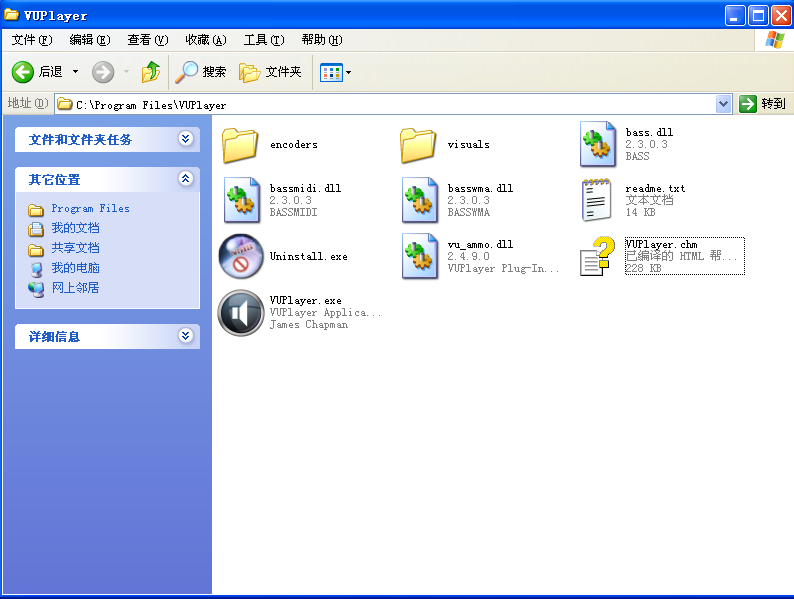 VUPlayer
文件(F) 编辑(E) 查看(V) 收藏(A) 工具(T) 帮助(H)
后退 搜索 文件夹
地址(D) C:\Program Files\VUPlayer 转到
文件和文件夹任务
其它位置
Program Files
我的文档
共享文档
我的电脑
网上邻居
详细信息
encoders
visuals
bass.dll
2.3.0.3
BASS
bassmidi.dll
2.3.0.3
BASSMIDI
basswma.dll
2.3.0.3
BASSWMA
readme.txt
文本文档
14 KB
Uninstall.exe
vu_ammo.dll
2.4.9.0
VUPlayer Plug-In...
VUPlayer.chm
已编译的 HTML 帮...
228 KB
VUPlayer.exe
VUPlayer Applica...
James Chapman